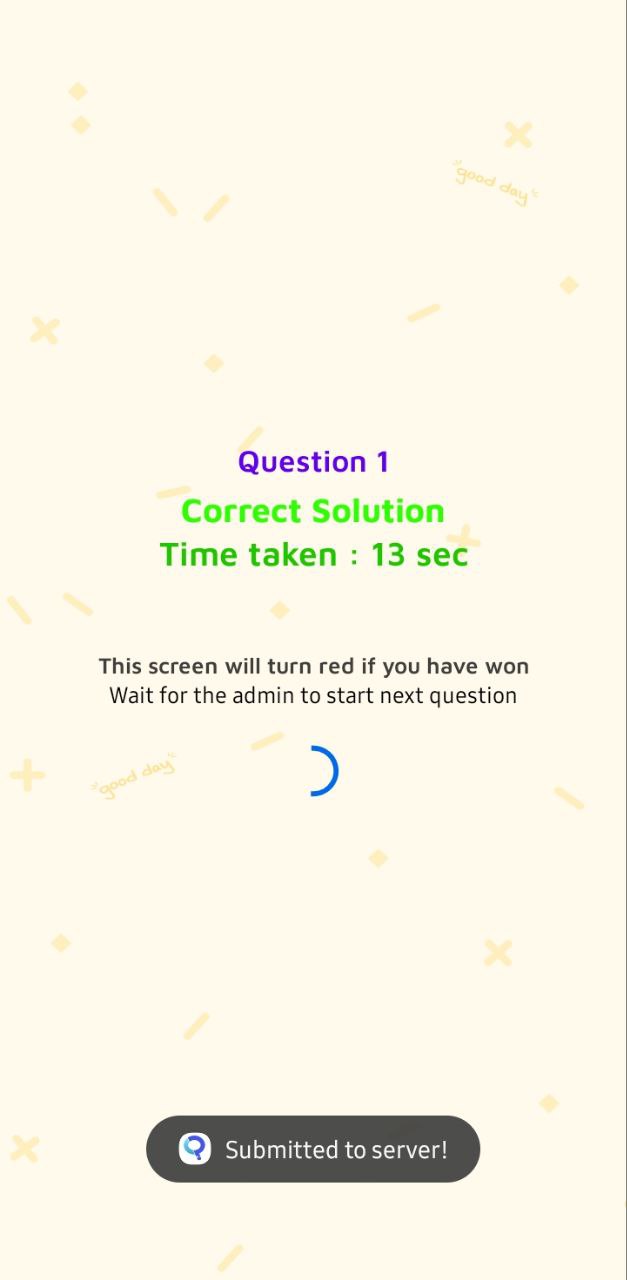 good day
Question 1
Correct Solution
Time taken : 13 sec
This screen will turn red if you have won
Wait for the admin to start next question
good day
Submitted to server!